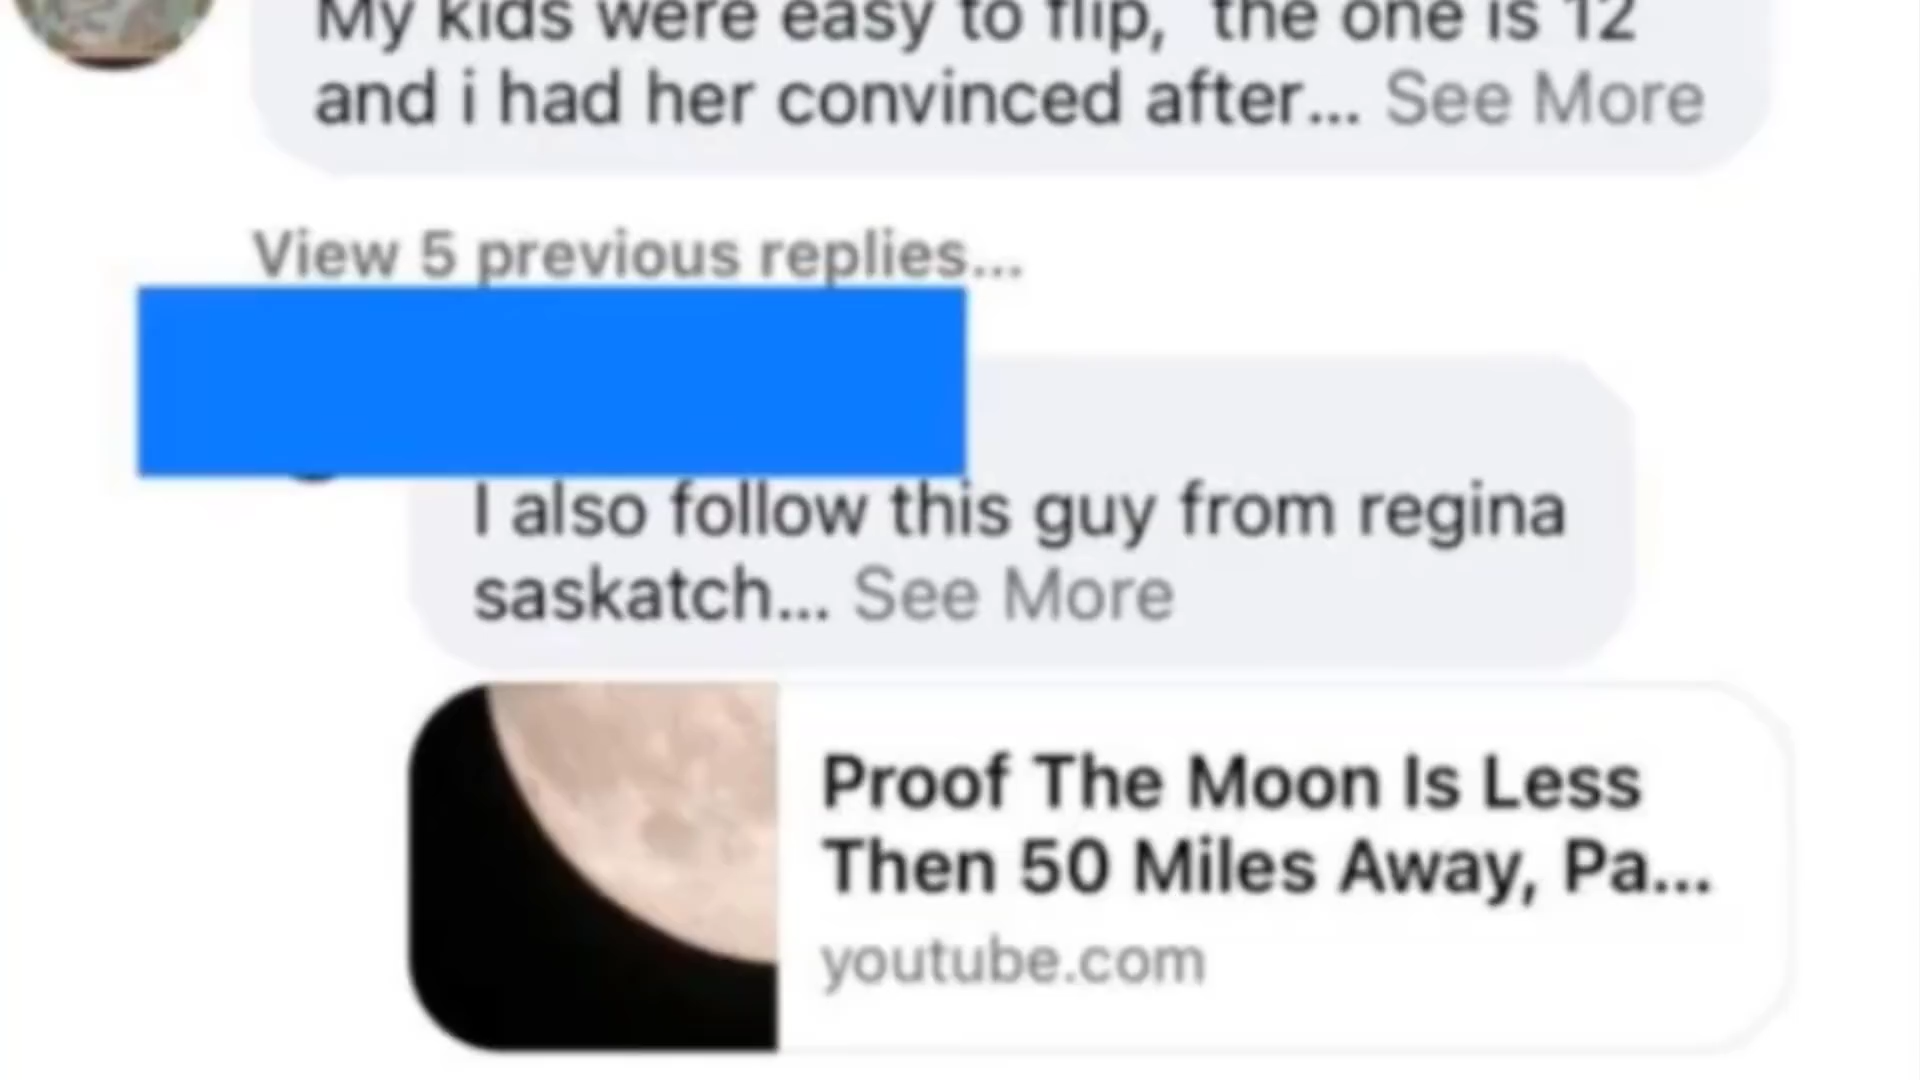 My kids were easy to flip, the one is 12
and i had her convinced after... See More
View 5 previous replies...
I also follow this guy from regina
saskatch... See More
Proof The Moon Is Less
Then 50 Miles Away, Pa...
youtube.com